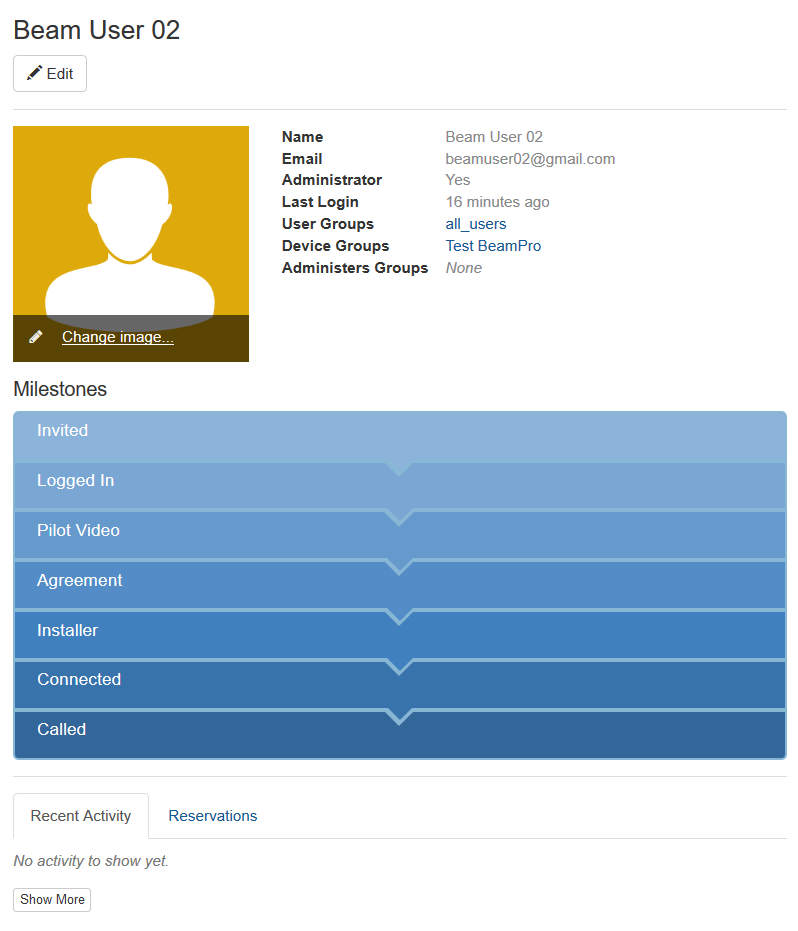 Beam User 02
Edit
Name Beam User 02
Email beamuser02@gmail.com
Administrator Yes
Last Login 16 minutes ago
User Groups all_users
Device Groups Test BeamPro
Administers Groups None
Change image...
Milestones
Invited
Logged In
Pilot Video
Agreement
Installer
Connected
Called
Recent Activity Reservations
No activity to show yet.
Show More